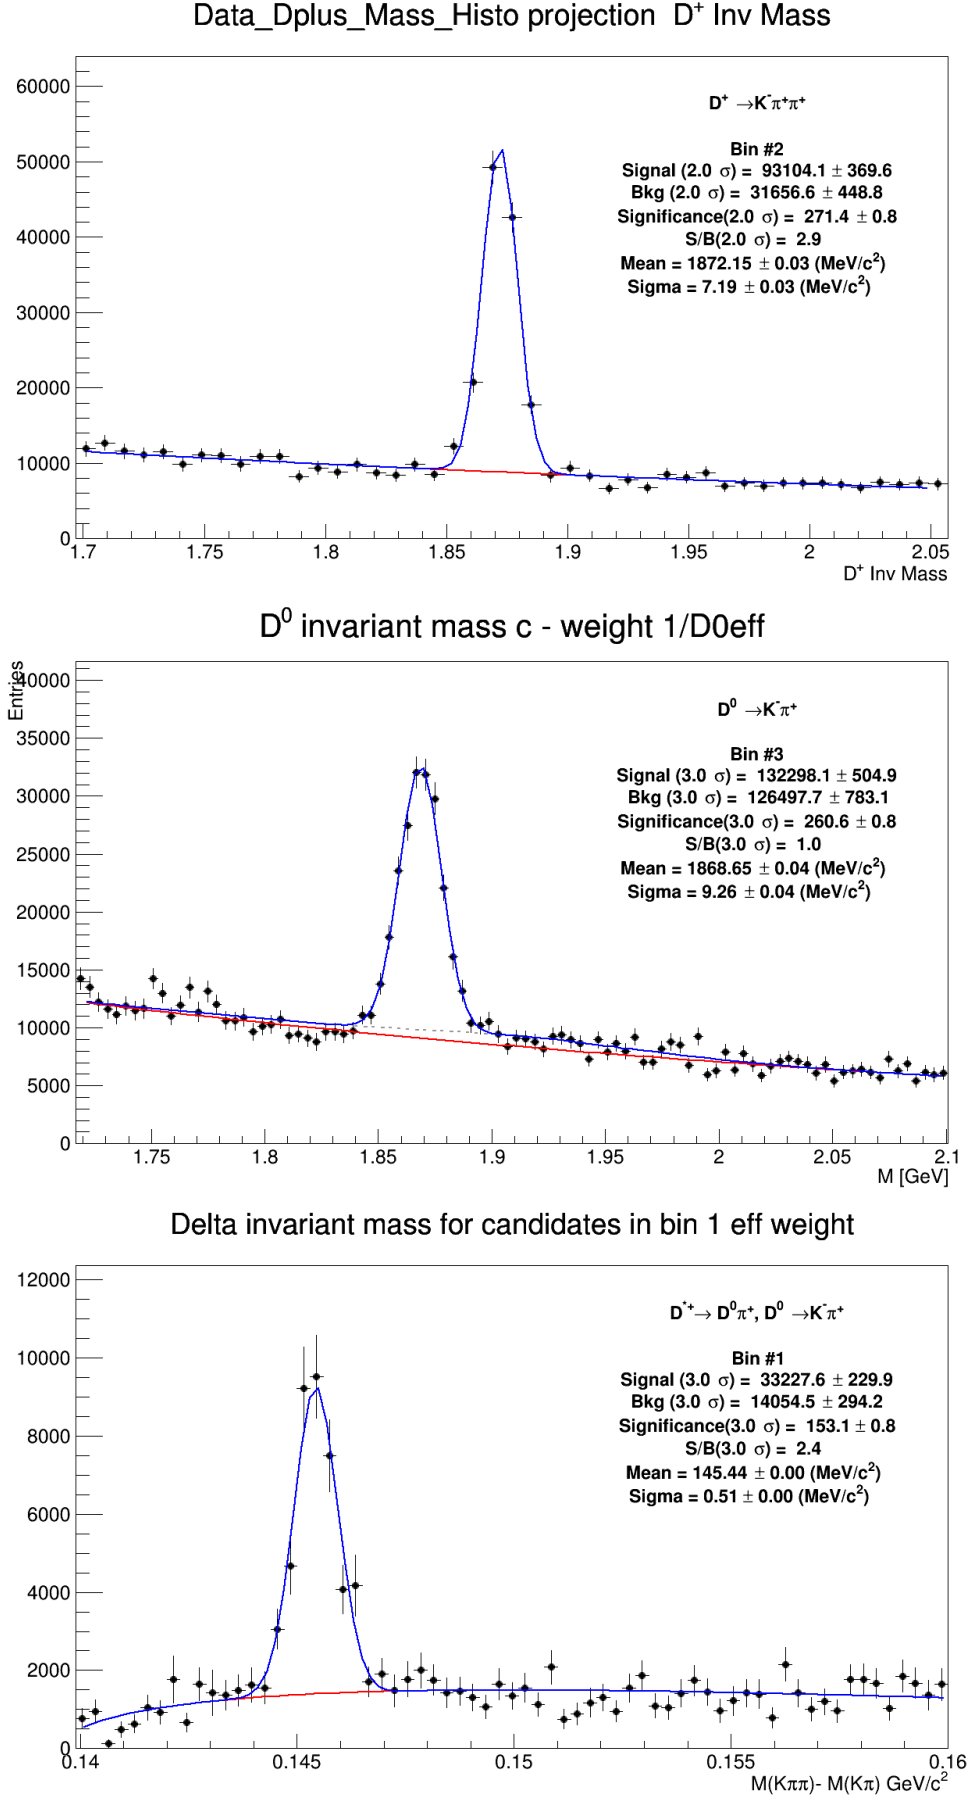 Data_Dplus_Mass_Histo projection D⁺ Inv Mass
60000
50000
40000
30000
20000
10000
0
D⁺ →K⁻π⁺π⁺
Bin #2
Signal (2.0 σ) = 93104.1 ± 369.6
Bkg (2.0 σ) = 31656.6 ± 448.8
Significance(2.0 σ) = 271.4 ± 0.8
S/B(2.0 σ) = 2.9
Mean = 1872.15 ± 0.03 (MeV/c²)
Sigma = 7.19 ± 0.03 (MeV/c²)
1.7 1.75 1.8 1.85 1.9 1.95 2 2.05
D⁺ Inv Mass
D⁰ invariant mass c - weight 1/D0eff
Entries
40000
35000
30000
25000
20000
15000
10000
5000
0
D⁰ →K⁻π⁺
Bin #3
Signal (3.0 σ) = 132298.1 ± 504.9
Bkg (3.0 σ) = 126497.7 ± 783.1
Significance(3.0 σ) = 260.6 ± 0.8
S/B(3.0 σ) = 1.0
Mean = 1868.65 ± 0.04 (MeV/c²)
Sigma = 9.26 ± 0.04 (MeV/c²)
1.75 1.8 1.85 1.9 1.95 2 2.05 2.1
M [GeV]
Delta invariant mass for candidates in bin 1 eff weight
12000
10000
8000
6000
4000
2000
0
D*⁺→ D⁰π⁺, D⁰ →K⁻π⁺
Bin #1
Signal (3.0 σ) = 33227.6 ± 229.9
Bkg (3.0 σ) = 14054.5 ± 294.2
Significance(3.0 σ) = 153.1 ± 0.8
S/B(3.0 σ) = 2.4
Mean = 145.44 ± 0.00 (MeV/c²)
Sigma = 0.51 ± 0.00 (MeV/c²)
0.14 0.145 0.15 0.155 0.16
M(Kππ)- M(Kπ) GeV/c²